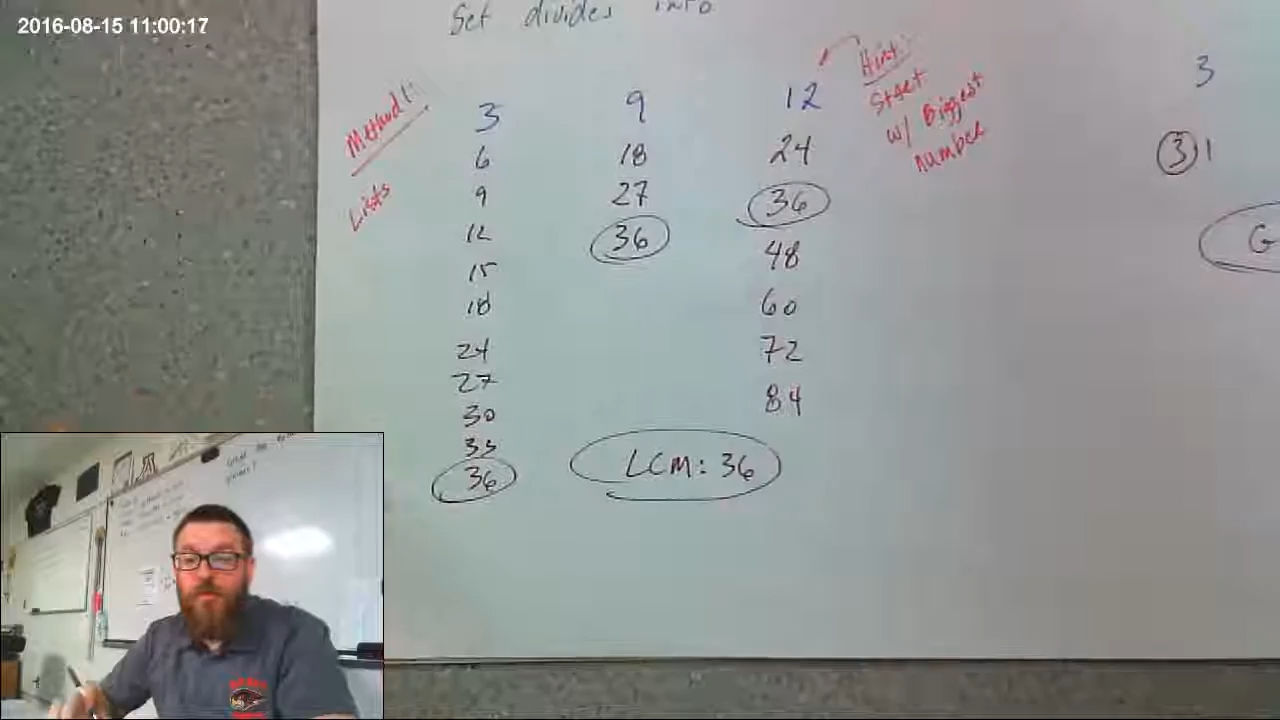 2016-08-15 11:00:17
Set divides into
Method 1:
Lists
3
6
9
12
15
18
24
27
30
33
36
9
18
27
36
12
24
36
48
60
72
84
Hint:
Start
w/ Biggest
number
LCM: 36
3
3 1
G